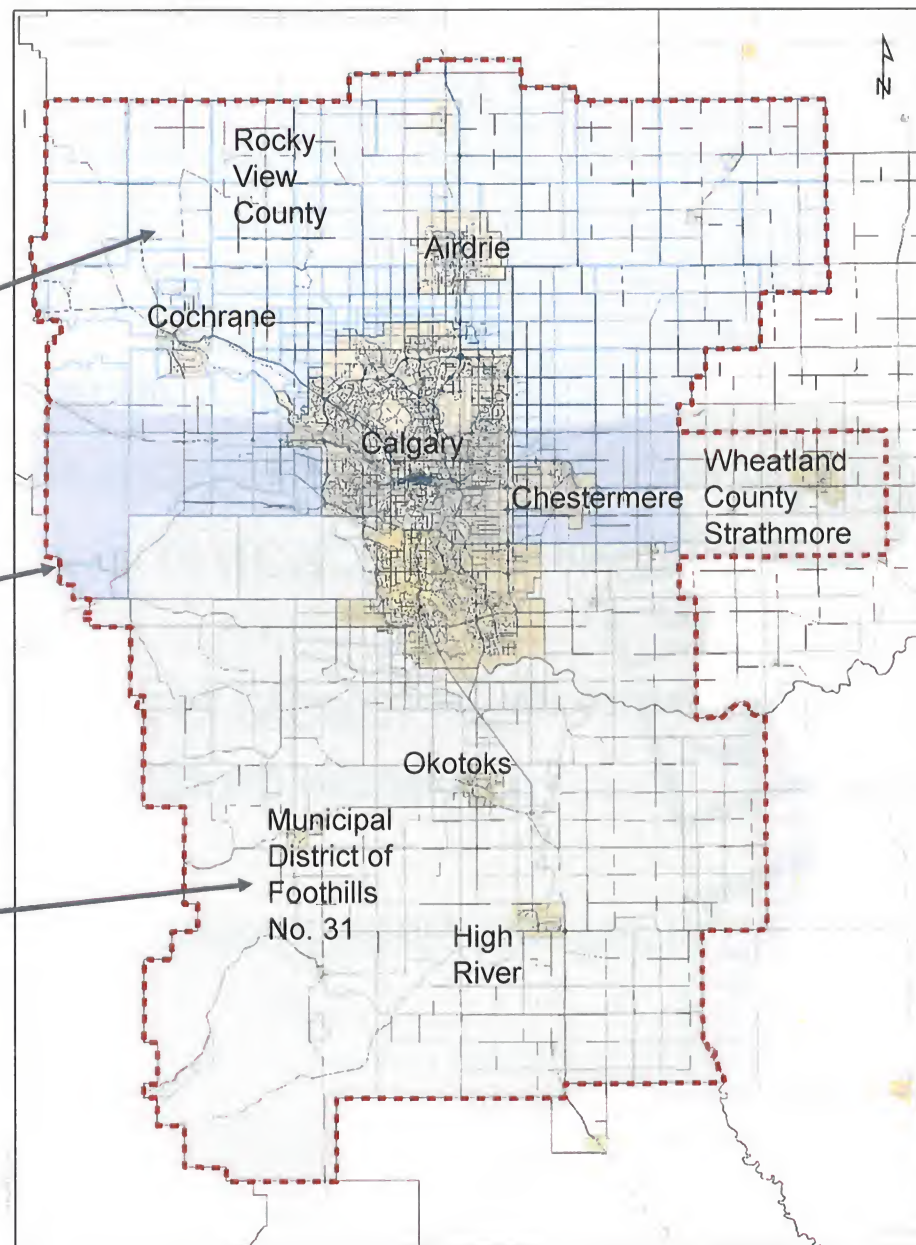 N
Rocky
View
County
Airdrie
Cochrane
Calgary
Chestermere
Wheatland
County
Strathmore
Okotoks
Municipal
District of
Foothills
No. 31
High
River